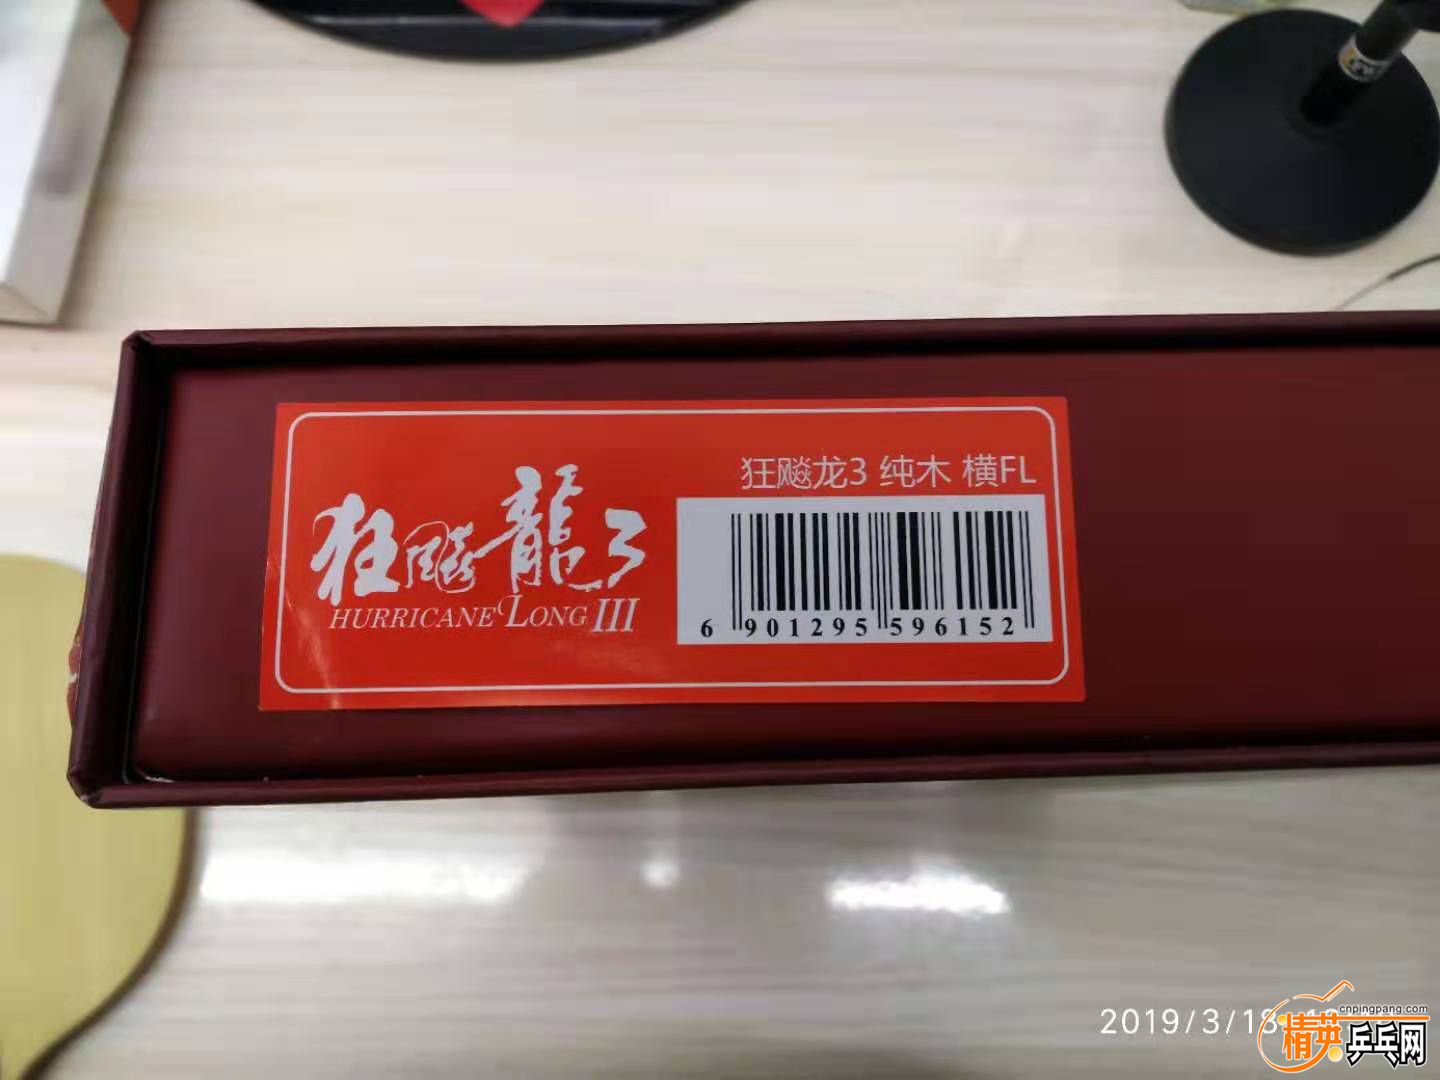 狂飚龙3 纯木 横FL
狂飚龍3
HURRICANE LONG III
6 901295 596152
cnpingpang.com
2019/3/18
精英乒乓网